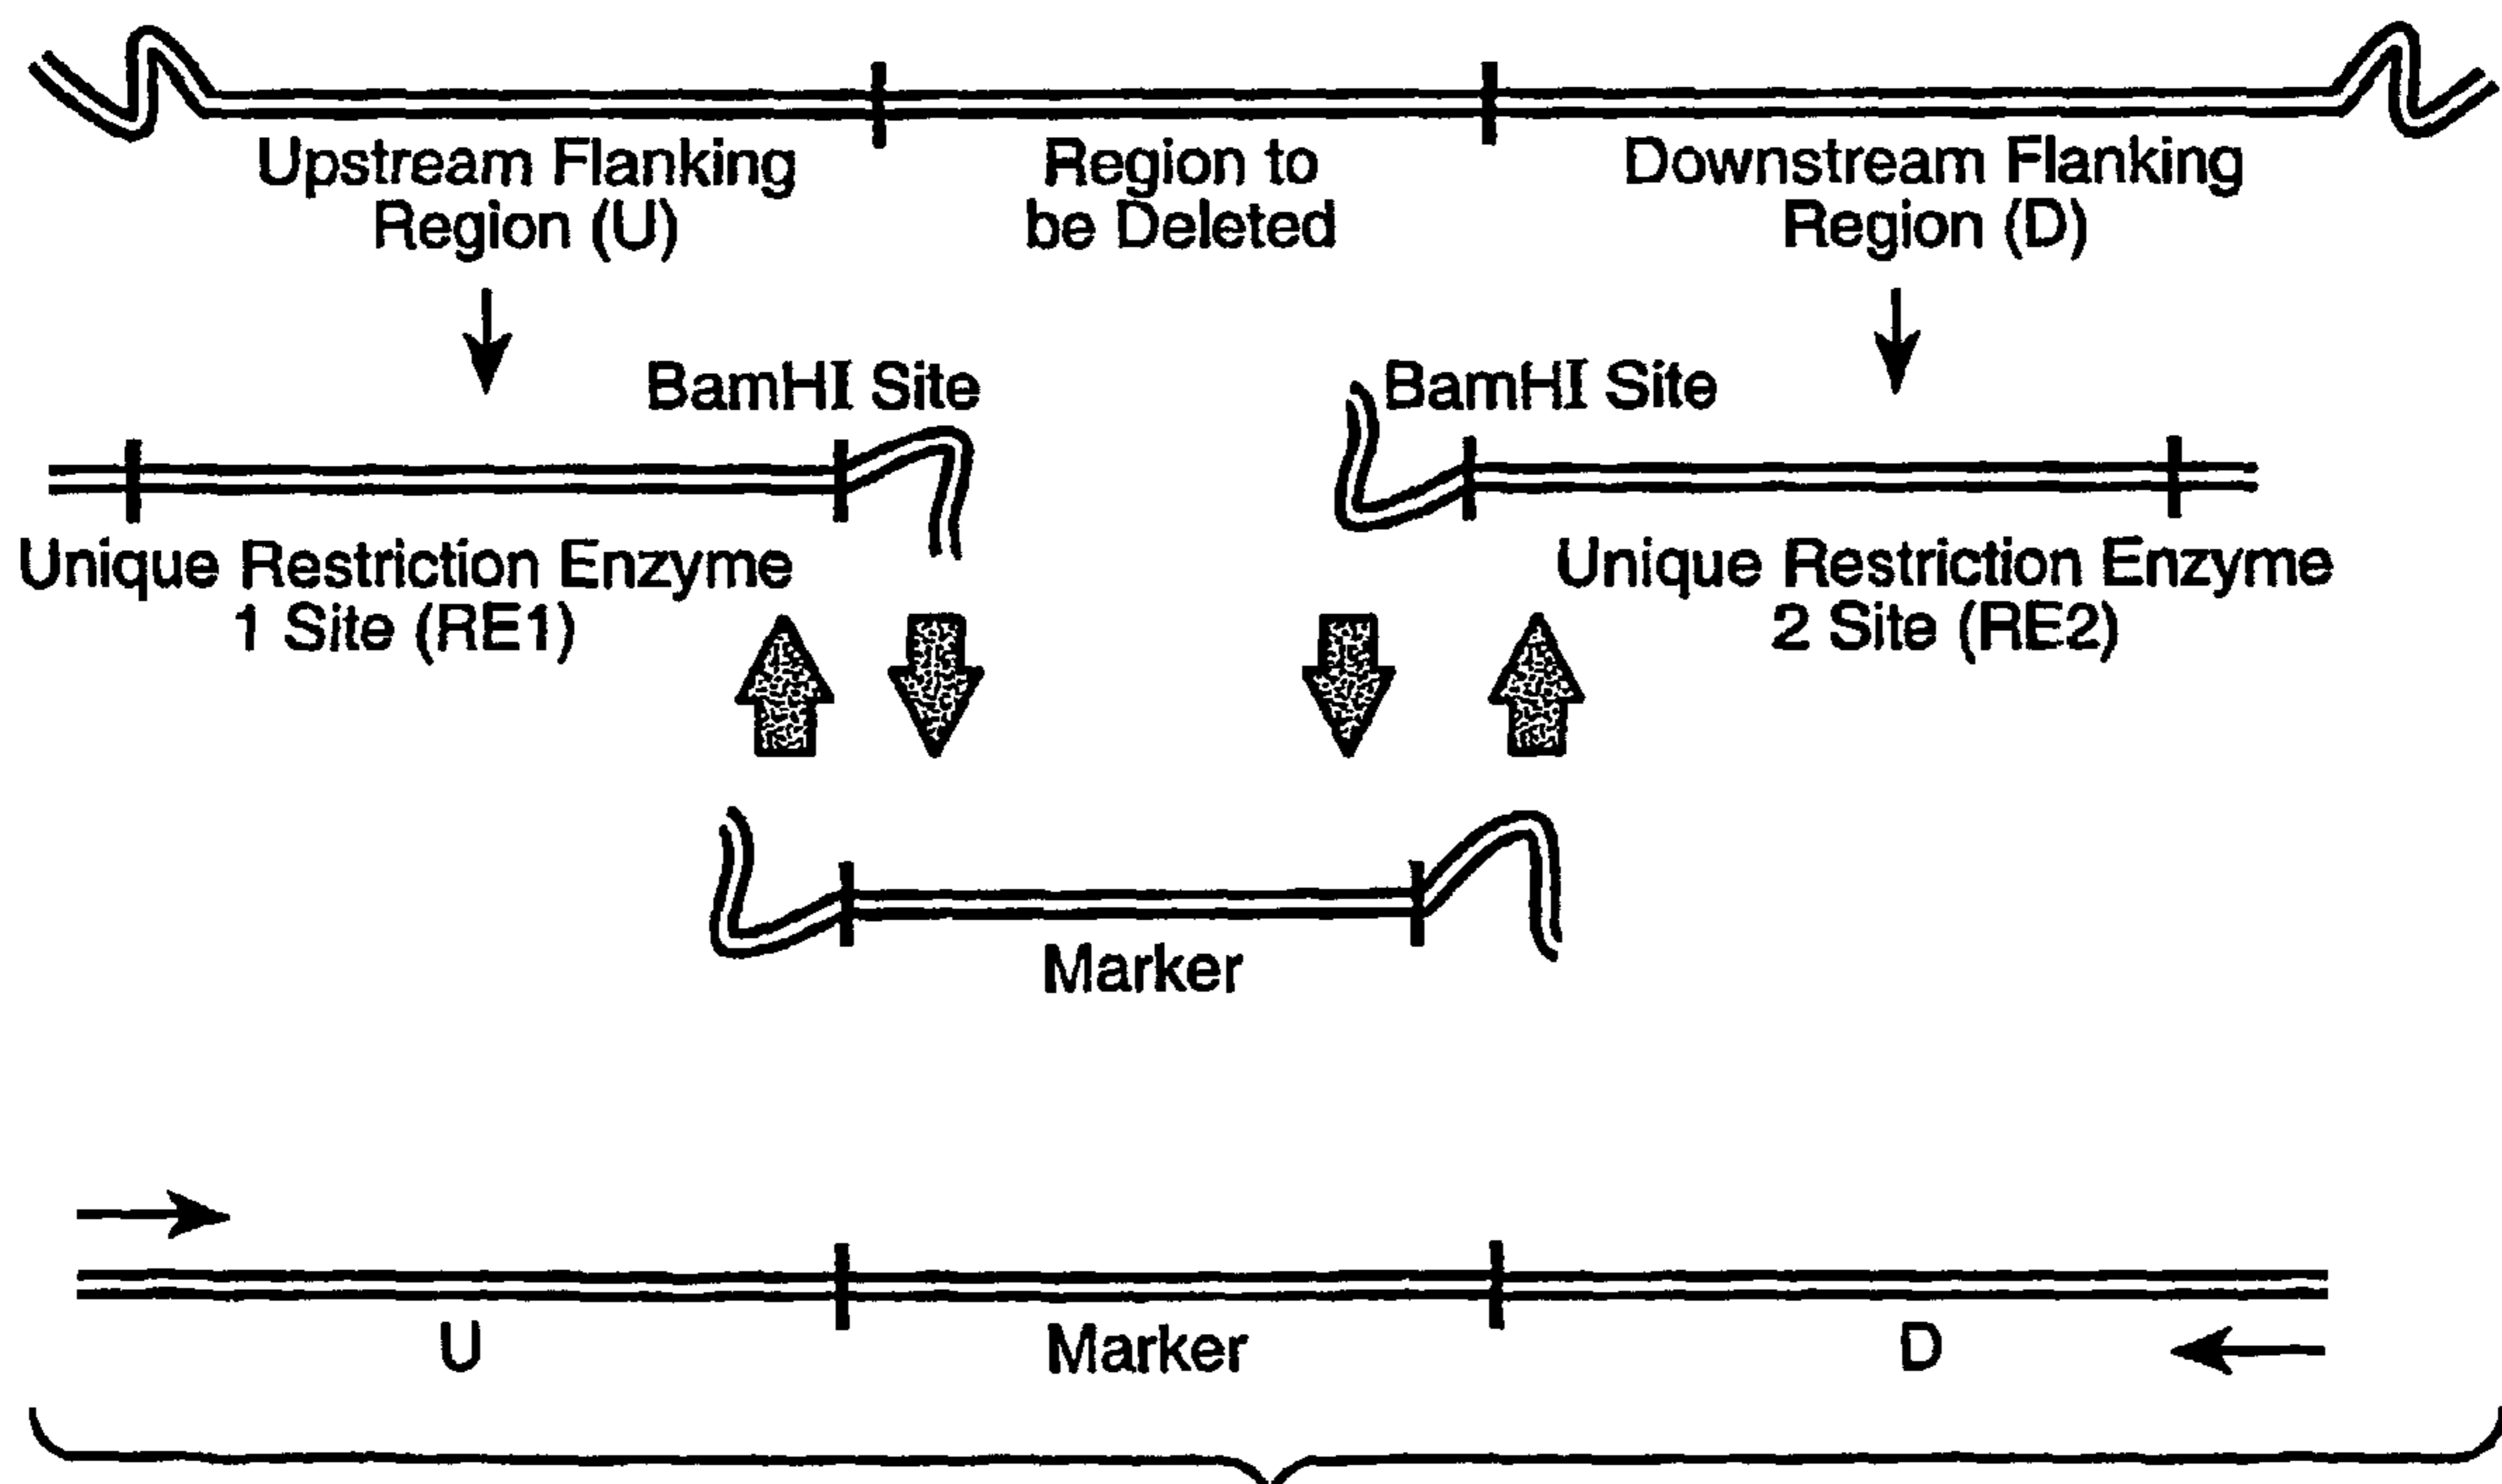 Upstream Flanking
Region (U)
Region to
be Deleted
Downstream Flanking
Region (D)
BamHI Site
BamHI Site
Unique Restriction Enzyme
1 Site (RE1)
Unique Restriction Enzyme
2 Site (RE2)
Marker
U
Marker
D